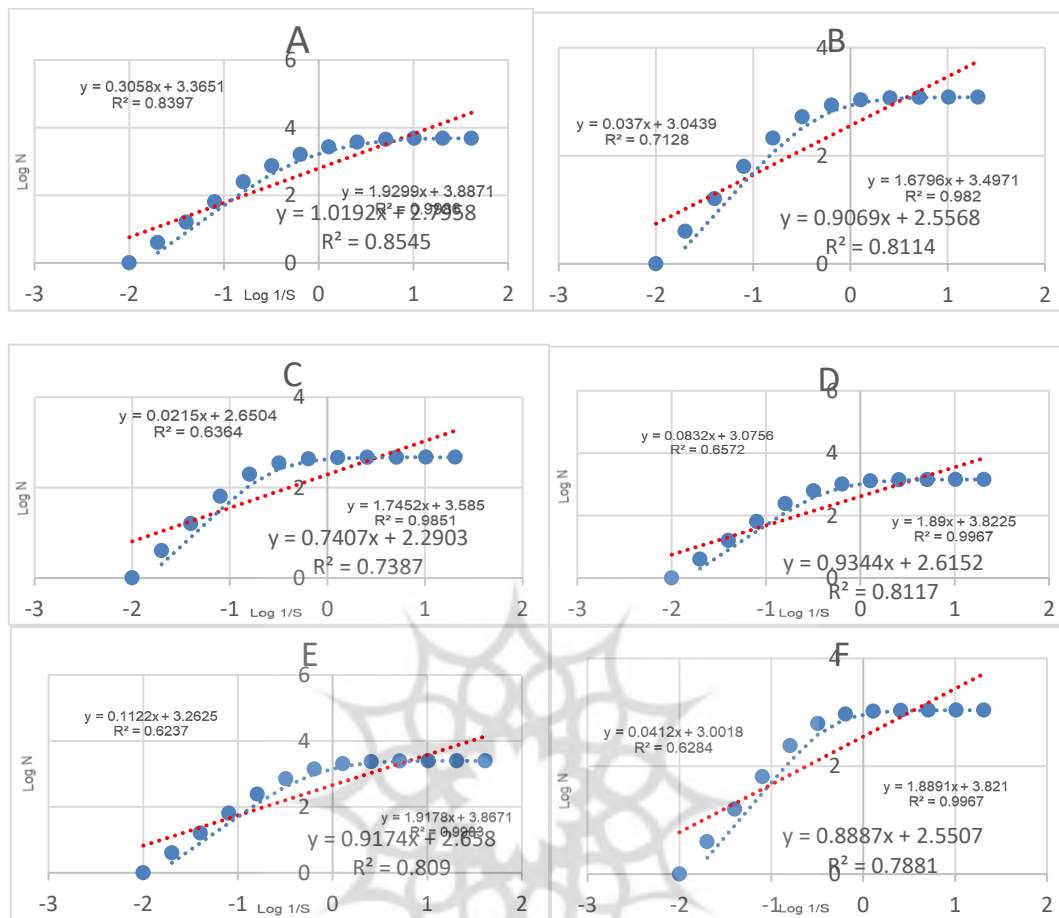 A
6
y = 0.3058x + 3.3651
R² = 0.8397
4
Log N
2
y = 1.9299x + 3.8871
y = 1.0192x + 2.7958
R² = 0.8545
0
-3 -2 -1 0 1 2
Log 1/S
B
4
y = 0.037x + 3.0439
R² = 0.7128
Log N
2
y = 1.6796x + 3.4971
R² = 0.982
y = 0.9069x + 2.5568
R² = 0.8114
0
-3 -2 -1 0 1 2
C
4
y = 0.0215x + 2.6504
R² = 0.6364
Log N
2
y = 1.7452x + 3.585
R² = 0.9851
y = 0.7407x + 2.2903
R² = 0.7387
0
-3 -2 -1 0 1 2
Log 1/S
D
6
y = 0.0832x + 3.0756
R² = 0.6572
4
Log N
2
y = 1.89x + 3.8225
R² = 0.9967
y = 0.9344x + 2.6152
R² = 0.8117
0
-3 -2 -1 0 1 2
Log 1/S
E
6
y = 0.1122x + 3.2625
R² = 0.6237
4
Log N
2
y = 1.9178x + 3.8671
y = 0.9174x + 2.658
R² = 0.809
0
-3 -2 -1 0 1 2
Log 1/S
F
4
y = 0.0412x + 3.0018
R² = 0.6284
Log N
2
y = 1.8891x + 3.821
R² = 0.9967
y = 0.8887x + 2.5507
R² = 0.7881
0
-3 -2 -1 0 1 2
Log 1/S